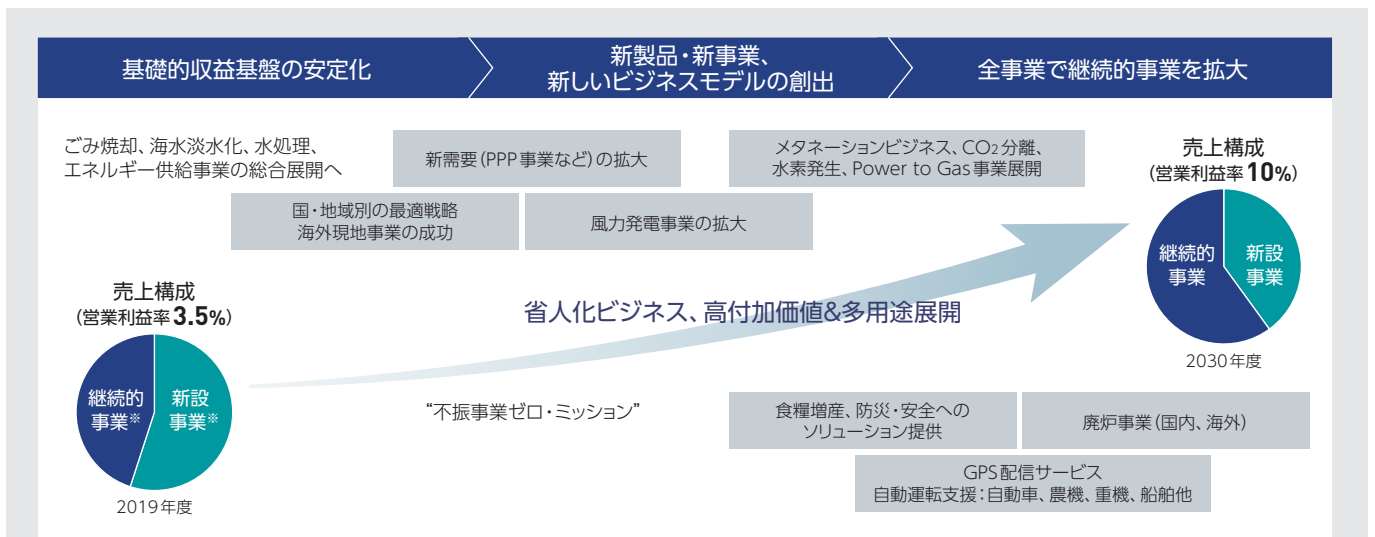 基礎的収益基盤の安定化
新製品・新事業、
新しいビジネスモデルの創出
全事業で継続的事業を拡大
ごみ焼却、海水淡水化、水処理、
エネルギー供給事業の総合展開へ
新需要(PPP事業など)の拡大
メタネーションビジネス、CO₂分離、
水素発生、Power to Gas事業展開
国・地域別の最適戦略
海外現地事業の成功
風力発電事業の拡大
売上構成
(営業利益率10%)
継続的
事業
新設
事業
2030年度
省人化ビジネス、高付加価値&多用途展開
売上構成
(営業利益率3.5%)
継続的
事業※
新設
事業※
2019年度
“不振事業ゼロ・ミッション”
食糧増産、防災・安全への
ソリューション提供
廃炉事業(国内、海外)
GPS配信サービス
自動運転支援:自動車、農機、重機、船舶他